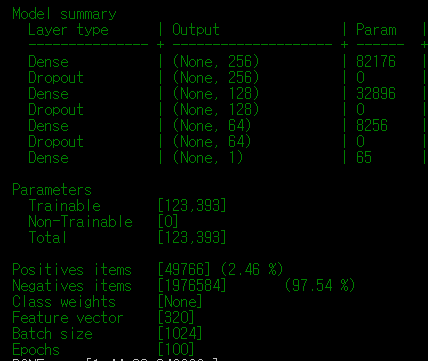 Model summary
Layer type | Output | Param |
--------------- + -------------------- + ------ +
Dense | (None, 256) | 82176 |
Dropout | (None, 256) | 0 |
Dense | (None, 128) | 32896 |
Dropout | (None, 128) | 0 |
Dense | (None, 64) | 8256 |
Dropout | (None, 64) | 0 |
Dense | (None, 1) | 65 |
Parameters
Trainable [123,393]
Non-Trainable [0]
Total [123,393]
Positives items [49766] (2.46 %)
Negatives items [1976584] (97.54 %)
Class weights [None]
Feature vector [320]
Batch size [1024]
Epochs [100]